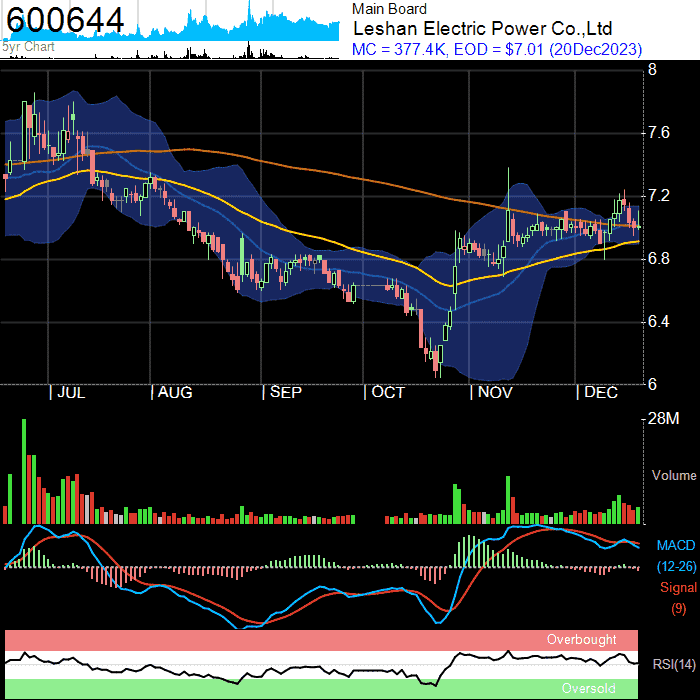 600644
5yr Chart
Main Board
Leshan Electric Power Co.,Ltd
MC = 377.4K, EOD = $7.01 (20Dec2023)
8
7.6
7.2
6.8
6.4
6
JUL
AUG
SEP
OCT
NOV
DEC
28M
Volume
MACD
(12-26)
Signal
(9)
Overbought
RSI(14)
Oversold